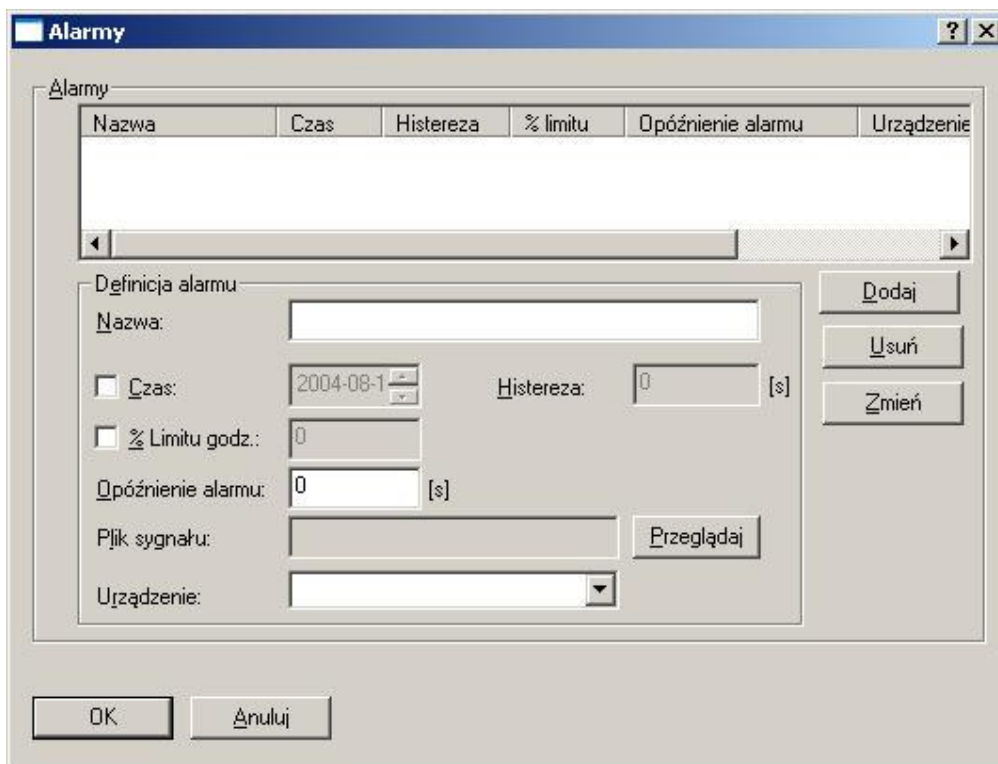 Alarmy
Alarmy
Nazwa Czas Histereza % limitu Opóźnienie alarmu Urządzenie
Definicja alarmu
Dodaj
Nazwa:
Usuń
Czas: 2004-08-1 Histereza: 0 [s]
Zmień
% Limitu godz.: 0
Opóźnienie alarmu: 0 [s]
Plik sygnału: Przeglądaj
Urządzenie:
OK Anuluj